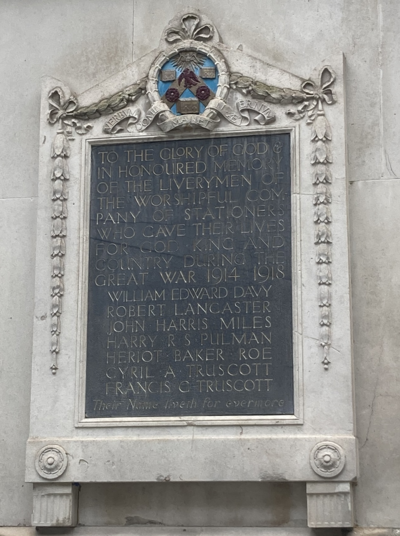 TO THE GLORY OF GOD &
IN HONOURED MEMORY
OF THE LIVERYMEN OF
THE WORSHIPFUL COM
PANY OF STATIONERS
WHO GAVE THEIR LIVES
FOR GOD KING AND
COUNTRY DURING THE
GREAT WAR 1914 1918
WILLIAM EDWARD DAVY
ROBERT LANCASTER
JOHN HARRIS MILES
HARRY R S PULMAN
HERIOT BAKER ROE
CYRIL A TRUSCOTT
FRANCIS G TRUSCOTT
Their Name liveth for evermore